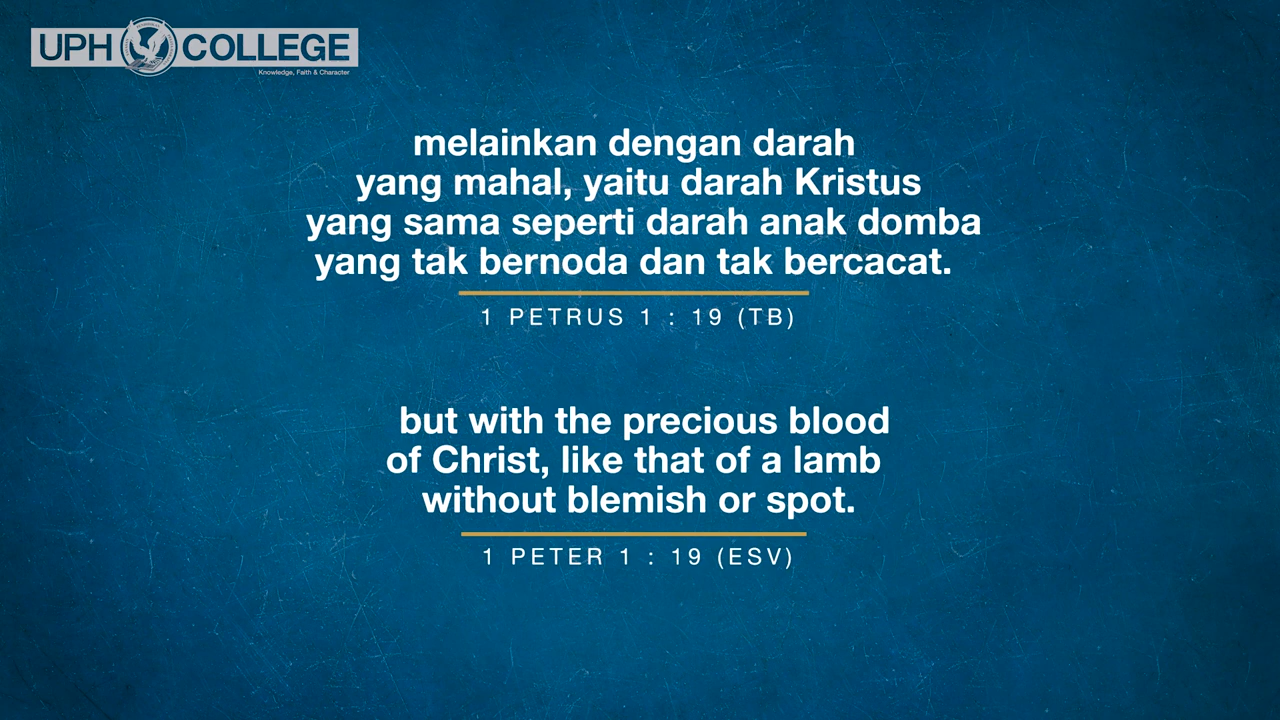 UPH COLLEGE
Knowledge, Faith & Character
melainkan dengan darah
yang mahal, yaitu darah Kristus
yang sama seperti darah anak domba
yang tak bernoda dan tak bercacat.
1 PETRUS 1 : 19 (TB)
but with the precious blood
of Christ, like that of a lamb
without blemish or spot.
1 PETER 1 : 19 (ESV)